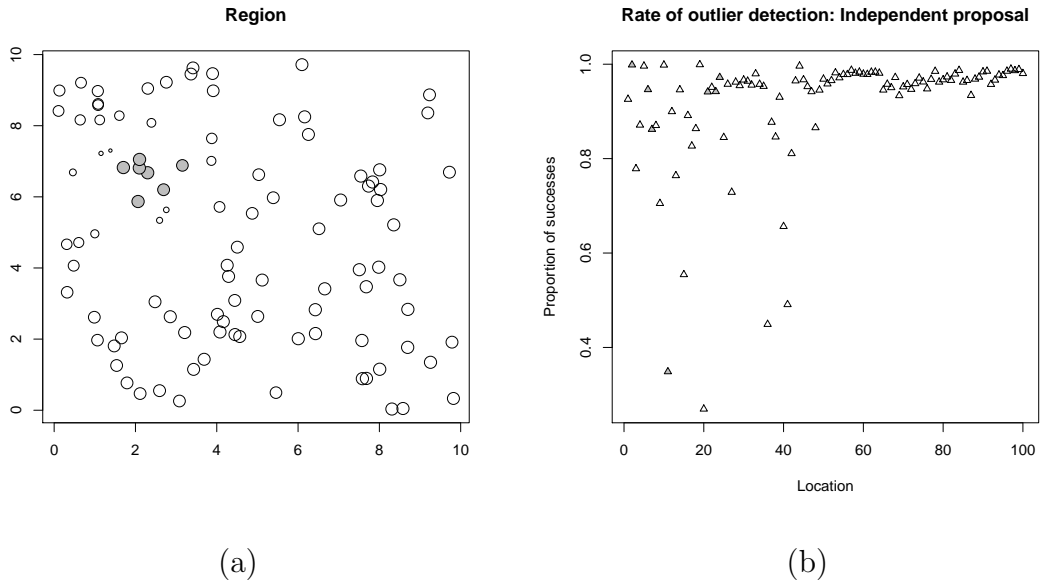 Region
10
8
6
4
2
0
0 2 4 6 8 10
(a)
Rate of outlier detection: Independent proposal
Proportion of successes
1.0
0.8
0.6
0.4
0 20 40 60 80 100
Location
(b)